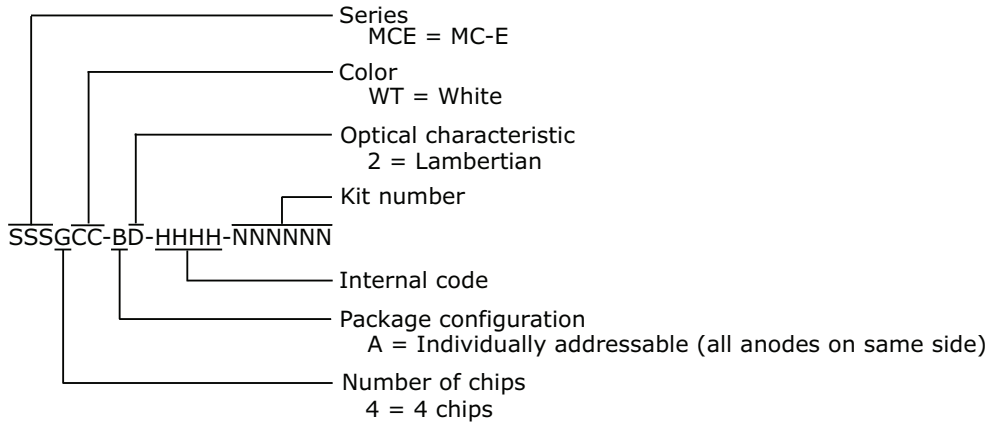 Series
MCE = MC-E
Color
WT = White
Optical characteristic
2 = Lambertian
Kit number
SSSGCC-BD-HHHH-NNNNNN
Internal code
Package configuration
A = Individually addressable (all anodes on same side)
Number of chips
4 = 4 chips